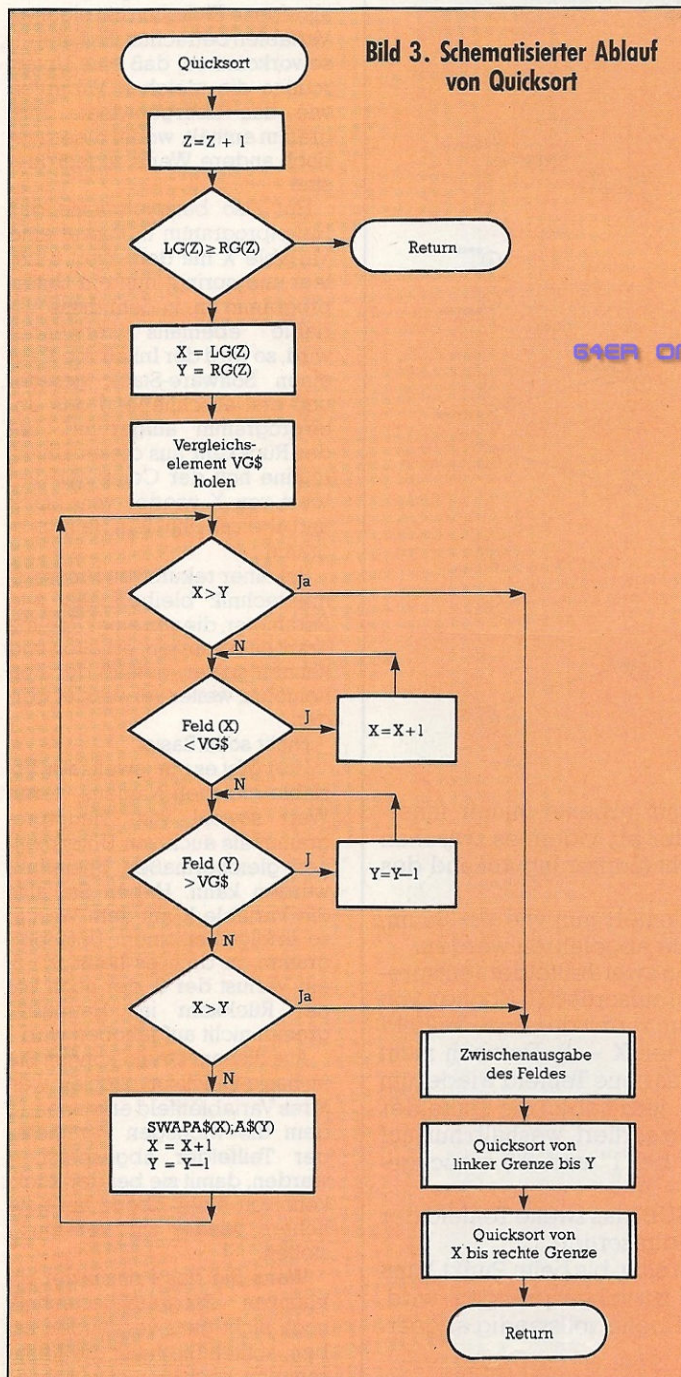 Bild 3. Schematisierter Ablauf
von Quicksort
Quicksort
Z=Z + 1
LG(Z)≥RG(Z)
Return
X = LG(Z)
Y = RG(Z)
64ER
Vergleichs-
element VG$
holen
X>Y
Ja
N
Feld (X)
< VG$
J
X=X+1
N
Feld (Y)
>VG$
J
Y=Y–1
N
X>Y
Ja
N
SWAPA$(X);A$(Y)
X = X+1
Y = Y–1
Zwischenausgabe
des Feldes
Quicksort von
linker Grenze bis Y
Quicksort von
X bis rechte Grenze
Return